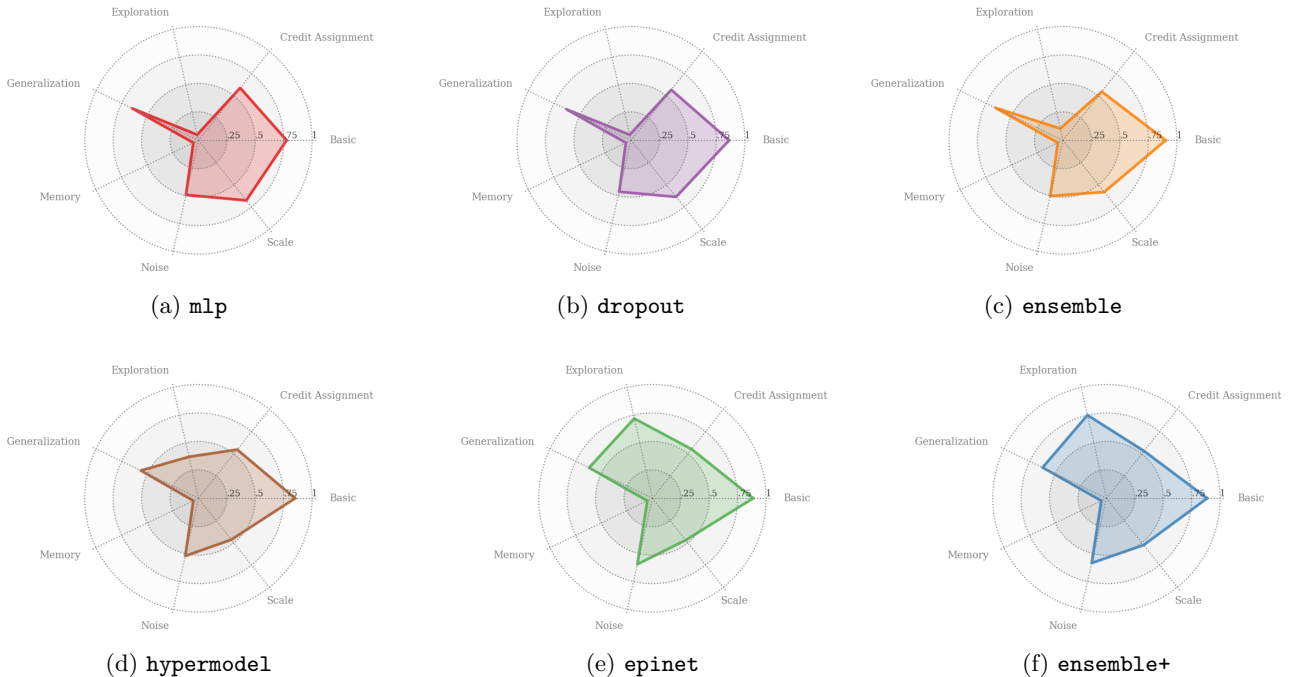 Exploration
Credit Assignment
Generalization
.25 .5 .75 1
Basic
Memory
Scale
Noise
(a) mlp
Exploration
Credit Assignment
Generalization
.25 .5 .75 1
Basic
Memory
Scale
Noise
(b) dropout
Exploration
Credit Assignment
Generalization
.25 .5 .75 1
Basic
Memory
Scale
Noise
(c) ensemble
Exploration
Credit Assignment
Generalization
.25 .5 .75 1
Basic
Memory
Scale
Noise
(d) hypermodel
Exploration
Credit Assignment
Generalization
.25 .5 .75 1
Basic
Memory
Scale
Noise
(e) epinet
Exploration
Credit Assignment
Generalization
.25 .5 .75 1
Basic
Memory
Scale
Noise
(f) ensemble+